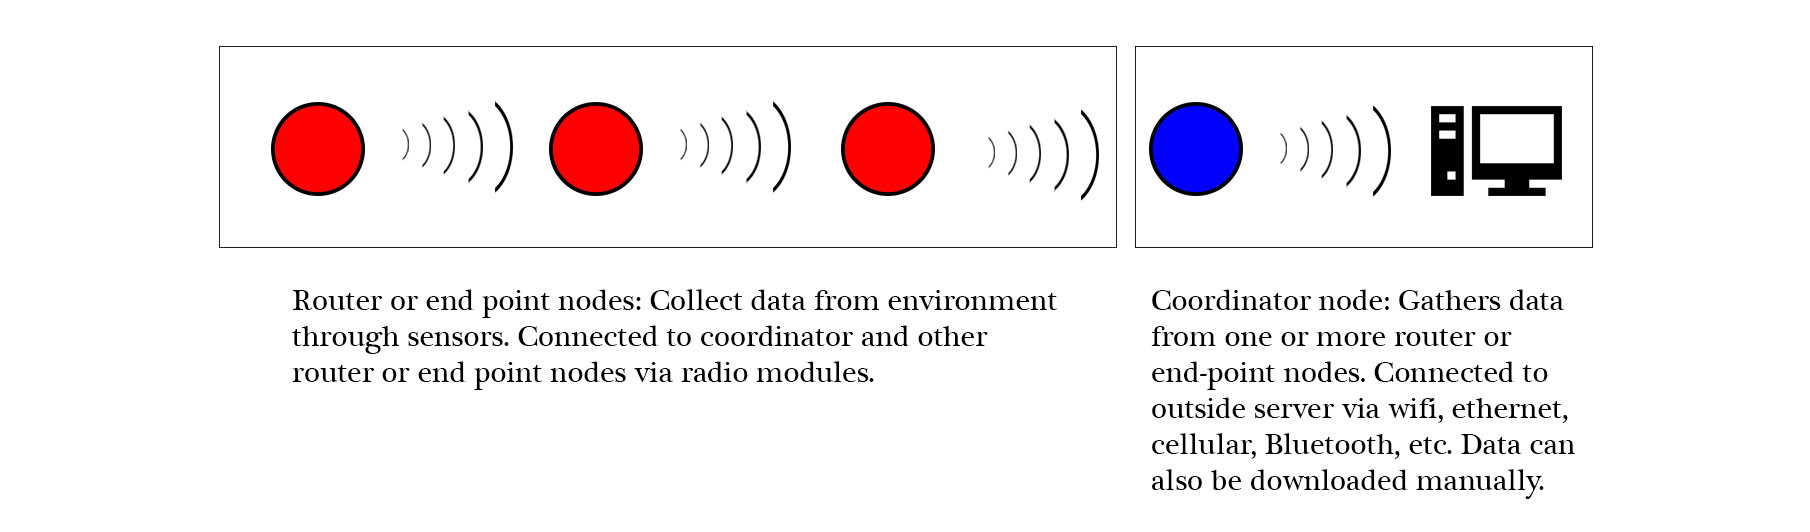 Router or end point nodes: Collect data from environment
through sensors. Connected to coordinator and other
router or end point nodes via radio modules.
Coordinator node: Gathers data
from one or more router or
end-point nodes. Connected to
outside server via wifi, ethernet,
cellular, Bluetooth, etc. Data can
also be downloaded manually.